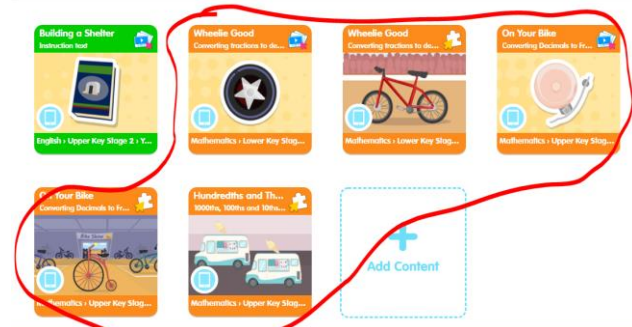 Building a Shelter
Instruction text
English › Upper Key Stage 2 › Y...
Wheelie Good
Converting fractions to de...
Mathematics › Lower Key Stag...
Wheelie Good
Converting fractions to de...
Mathematics › Lower Key Stag...
On Your Bike
Converting Decimals to Fr...
Mathematics › Upper Key Stag...
On Your Bike
Converting Decimals to Fr...
Mathematics › Upper Key Stag...
Hundredths and Th...
1000ths, 100ths and 10ths...
Mathematics › Upper Key Stag...
Add Content